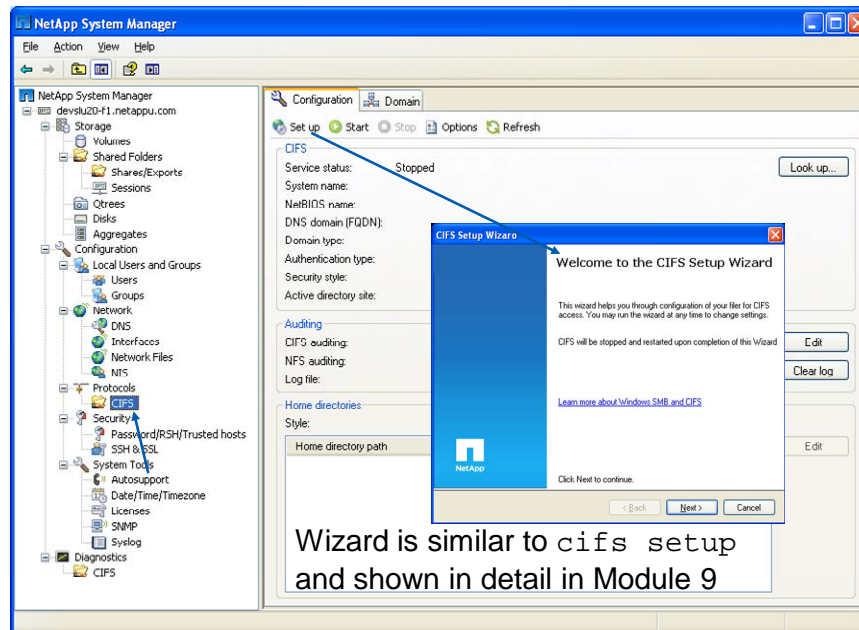 NetApp System Manager
File Action View Help
NetApp System Manager
devslu20-f1.netappu.com
Storage
Volumes
Shared Folders
Shares/Exports
Sessions
Qtrees
Disks
Aggregates
Configuration
Local Users and Groups
Users
Groups
Network
DNS
Interfaces
Network Files
NIS
Protocols
CIFS
Security
Password/RSH/Trusted hosts
SSH & SSL
System Tools
Autosupport
Date/Time/Timezone
Licenses
SNMP
Syslog
Diagnostics
CIFS
Configuration Domain
Set up Start Stop Options Refresh
CIFS
Service status: Stopped Look up...
System name:
NetBIOS name:
DNS domain (FQDN):
Domain type:
Authentication type:
Security style:
Active directory site:
Auditing
CIFS auditing: Edit
NFS auditing:
Log file: Clear log
Home directories
Style:
Home directory path Edit
CIFS Setup Wizard
Welcome to the CIFS Setup Wizard
This wizard helps you through configuration of your filer for CIFS
access. You may run the wizard at any time to change settings.
CIFS will be stopped and restarted upon completion of this Wizard
Learn more about Windows SMB and CIFS
NetApp
Click Next to continue.
< Back Next > Cancel
Wizard is similar to cifs setup
and shown in detail in Module 9